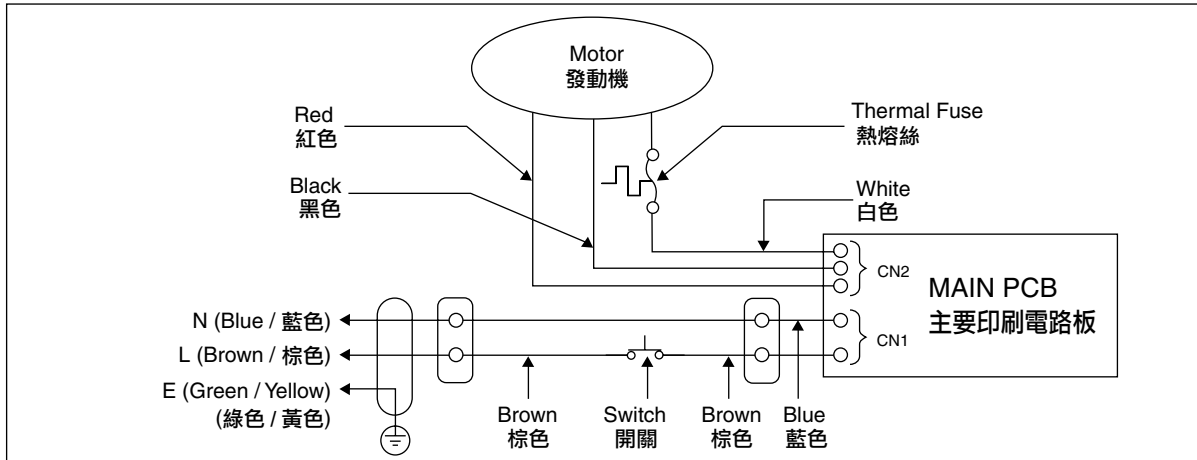 Motor
發動機
Red
紅色
Thermal Fuse
熱熔絲
Black
黑色
White
白色
CN2
MAIN PCB
主要印刷電路板
CN1
N (Blue / 藍色)
L (Brown / 棕色)
E (Green / Yellow)
(綠色 / 黃色)
Brown
棕色
Switch
開關
Brown
棕色
Blue
藍色